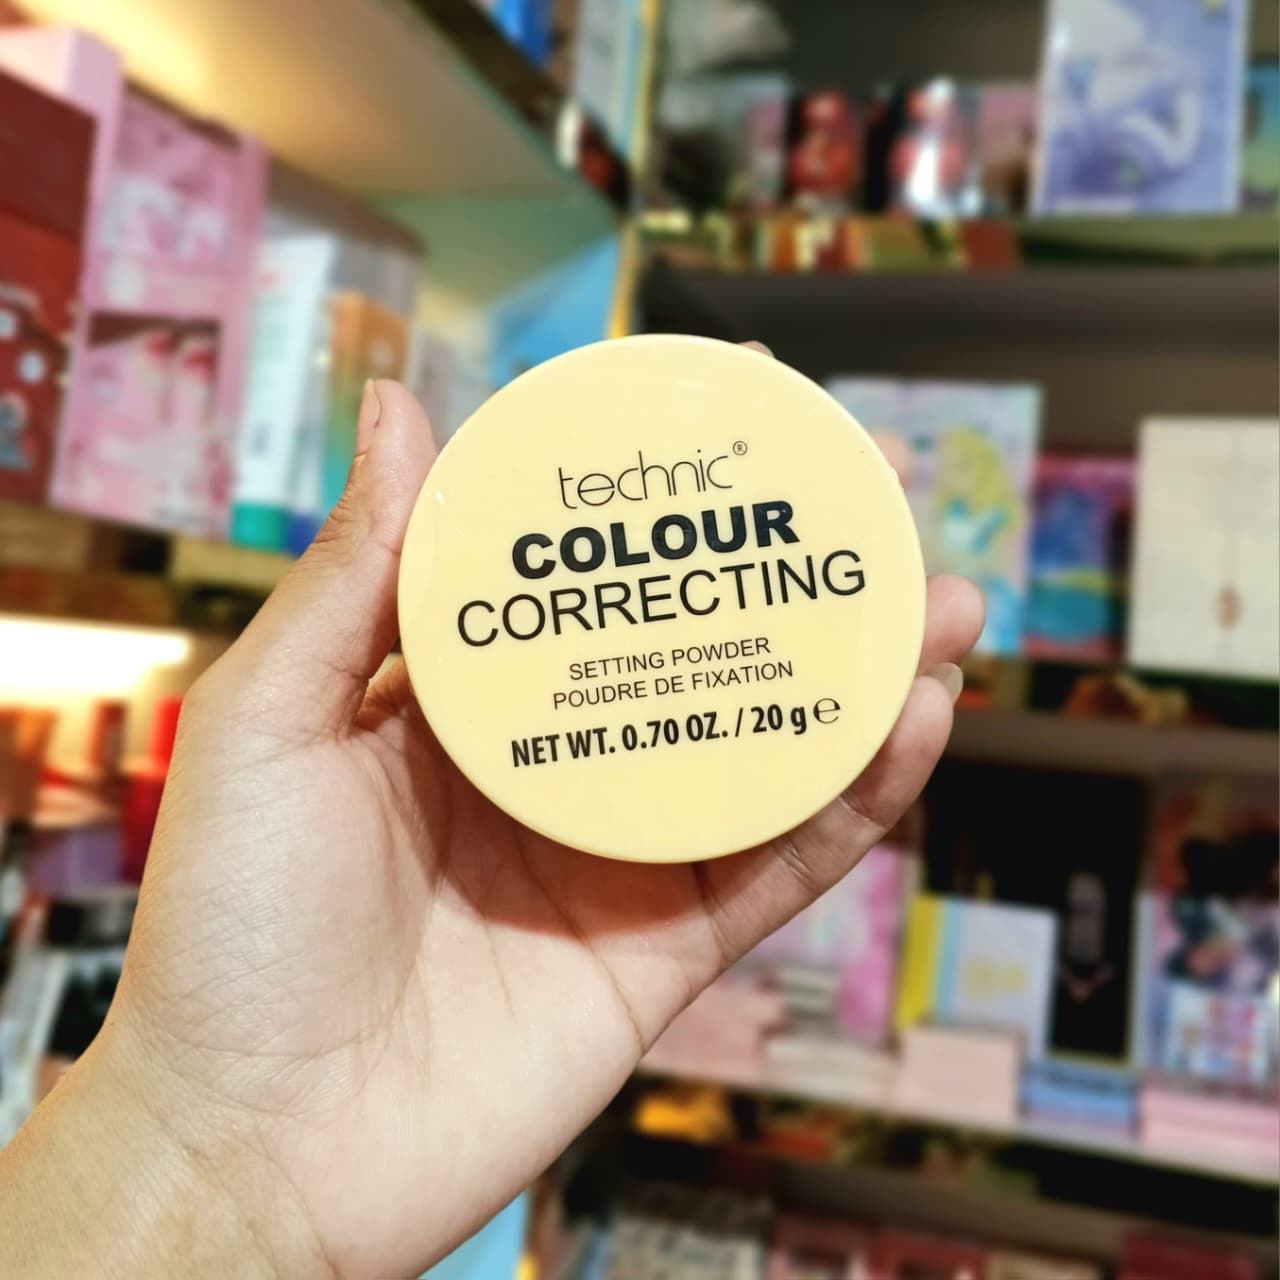 technic®
COLOUR
CORRECTING
SETTING POWDER
POUDRE DE FIXATION
NET WT. 0.70 OZ. / 20 g ℮